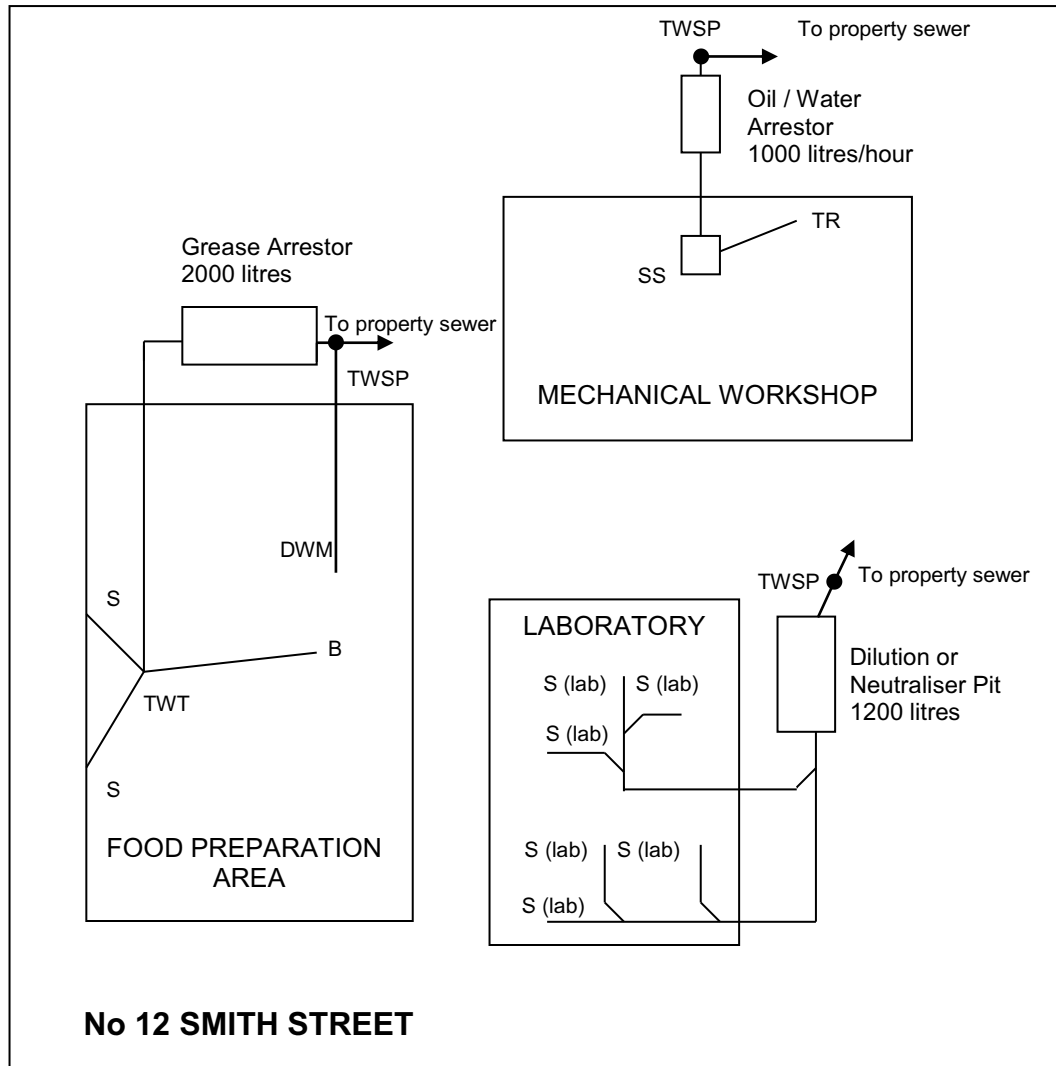 TWSP
To property sewer
Oil / Water
Arrestor
1000 litres/hour
TR
SS
MECHANICAL WORKSHOP
Grease Arrestor
2000 litres
To property sewer
TWSP
DWM
S
B
TWT
S
FOOD PREPARATION
AREA
TWSP
To property sewer
LABORATORY
Dilution or
Neutraliser Pit
1200 litres
S (lab) S (lab)
S (lab)
S (lab) S (lab)
S (lab)
No 12 SMITH STREET